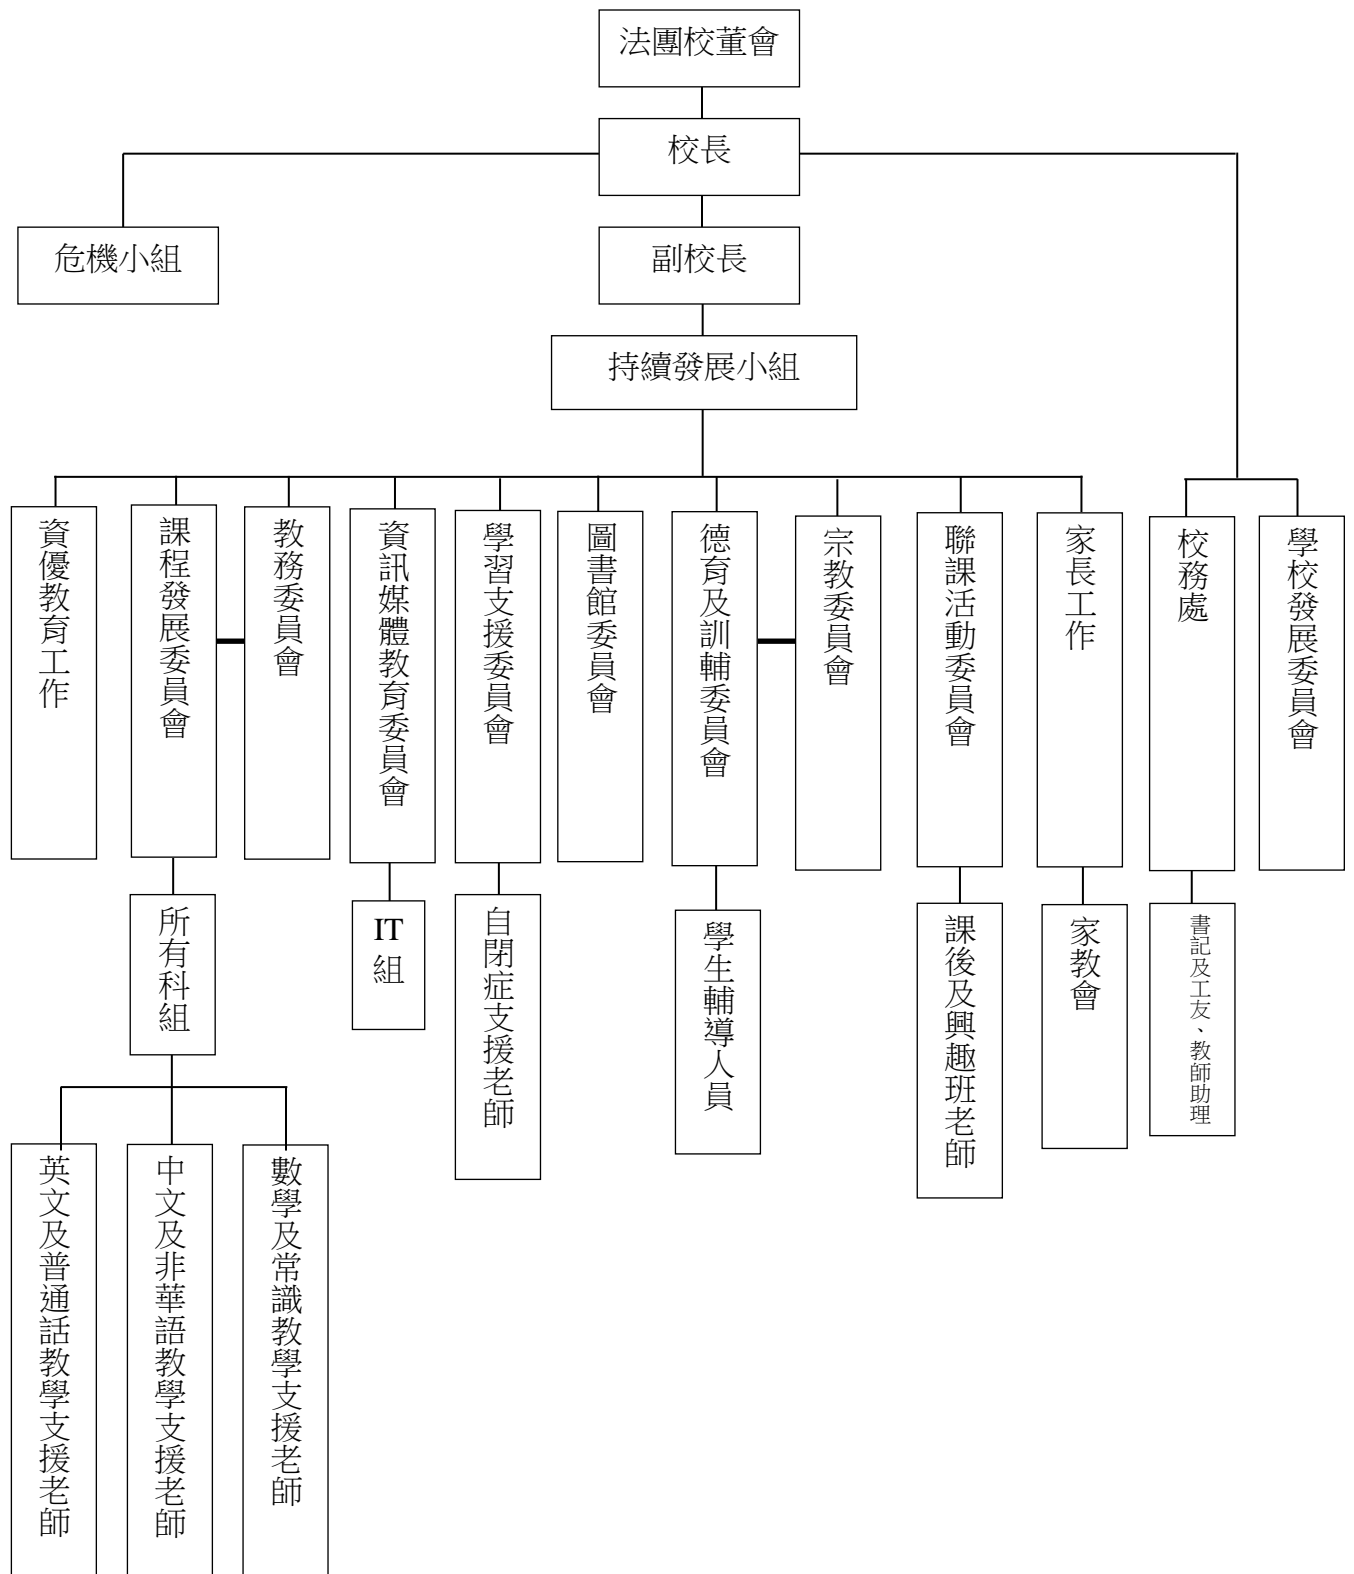 法團校董會
校長
危機小組
副校長
持續發展小組
資優教育工作
課程發展委員會
教務委員會
資訊媒體教育委員會
學習支援委員會
圖書館委員會
德育及訓輔委員會
宗教委員會
聯課活動委員會
家長工作
校務處
學校發展委員會
所有科組
IT
組
自閉症支援老師
學生輔導人員
課後及興趣班老師
家教會
書記及工友、教師助理
英文及普通話教學支援老師
中文及非華語教學支援老師
數學及常識教學支援老師